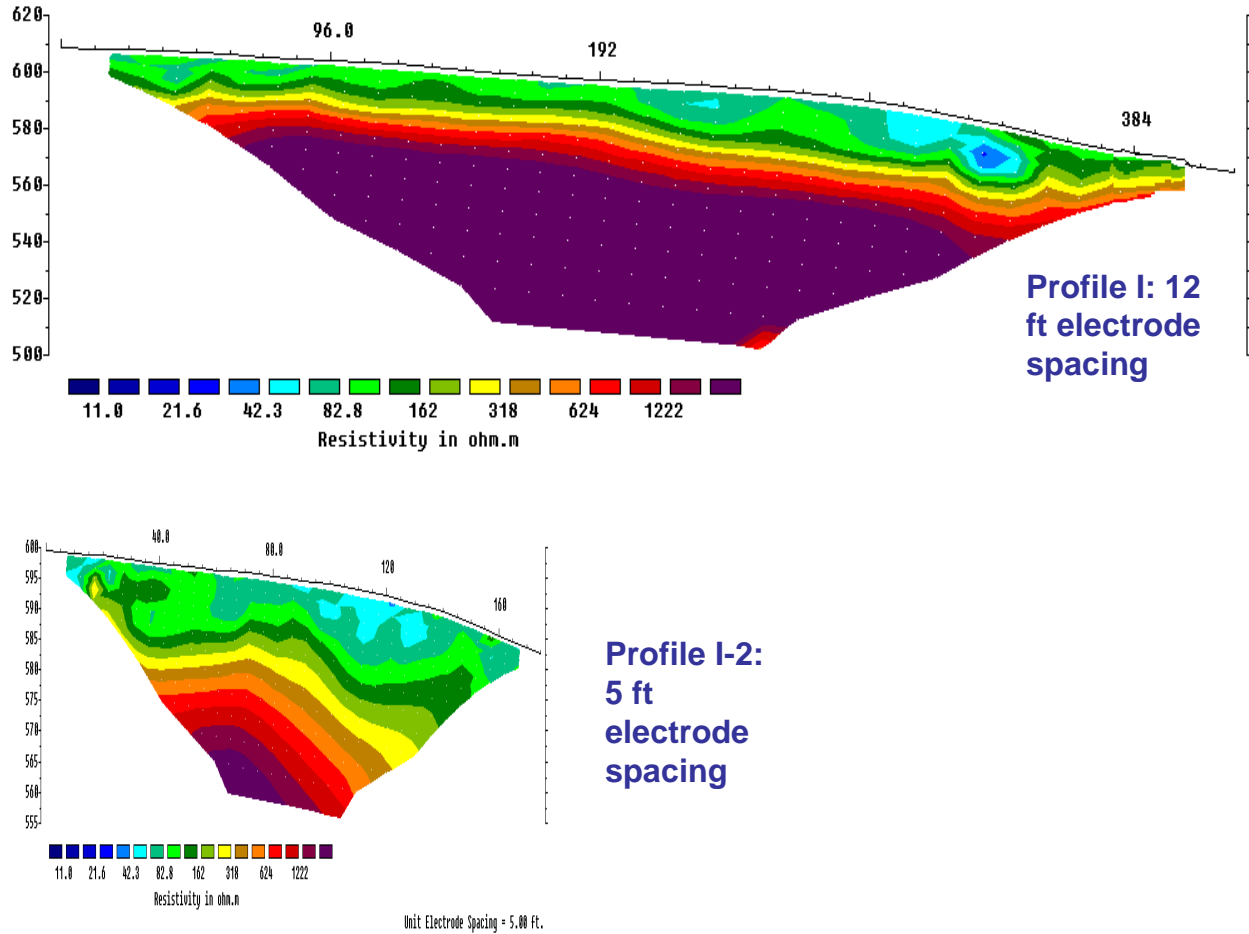 620
96.0
192
384
600
580
560
540
520
500
Profile I: 12
ft electrode
spacing
11.0 21.6 42.3 82.8 162 318 624 1222
Resistivity in ohm.m
40.0
80.0
120
160
600
595
590
585
580
575
570
565
560
555
Profile I-2:
5 ft
electrode
spacing
11.0 21.6 42.3 82.8 162 318 624 1222
Resistivity in ohm.m
Unit Electrode Spacing = 5.00 ft.